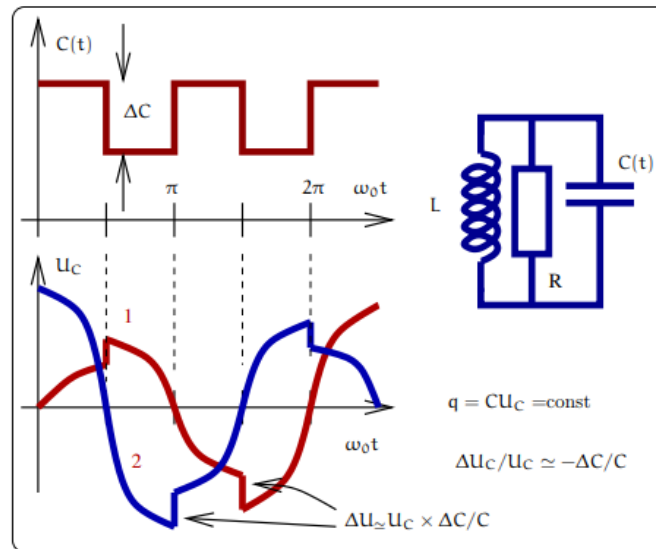 C(t)
ΔC
π
2π
ω₀t
L
R
C(t)
U_C
1
2
ω₀t
q = CU_C =const
ΔU_C/U_C ≃ −ΔC/C
ΔU≃U_C × ΔC/C